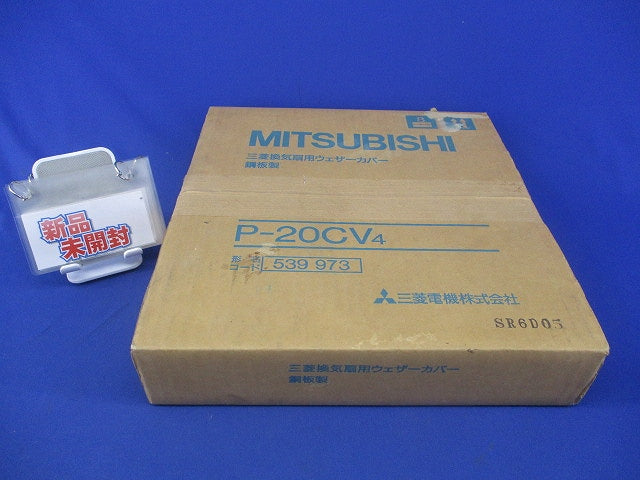 MITSUBISHI
三菱換気扇用ウェザーカバー
鋼板製
P-20CV4
形名コード 539 973
三菱電機株式会社
SR6D05
三菱換気扇用ウェザーカバー
鋼板製
新品
未開封